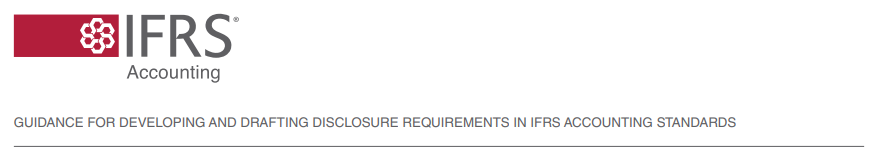 IFRS®
Accounting
GUIDANCE FOR DEVELOPING AND DRAFTING DISCLOSURE REQUIREMENTS IN IFRS ACCOUNTING STANDARDS